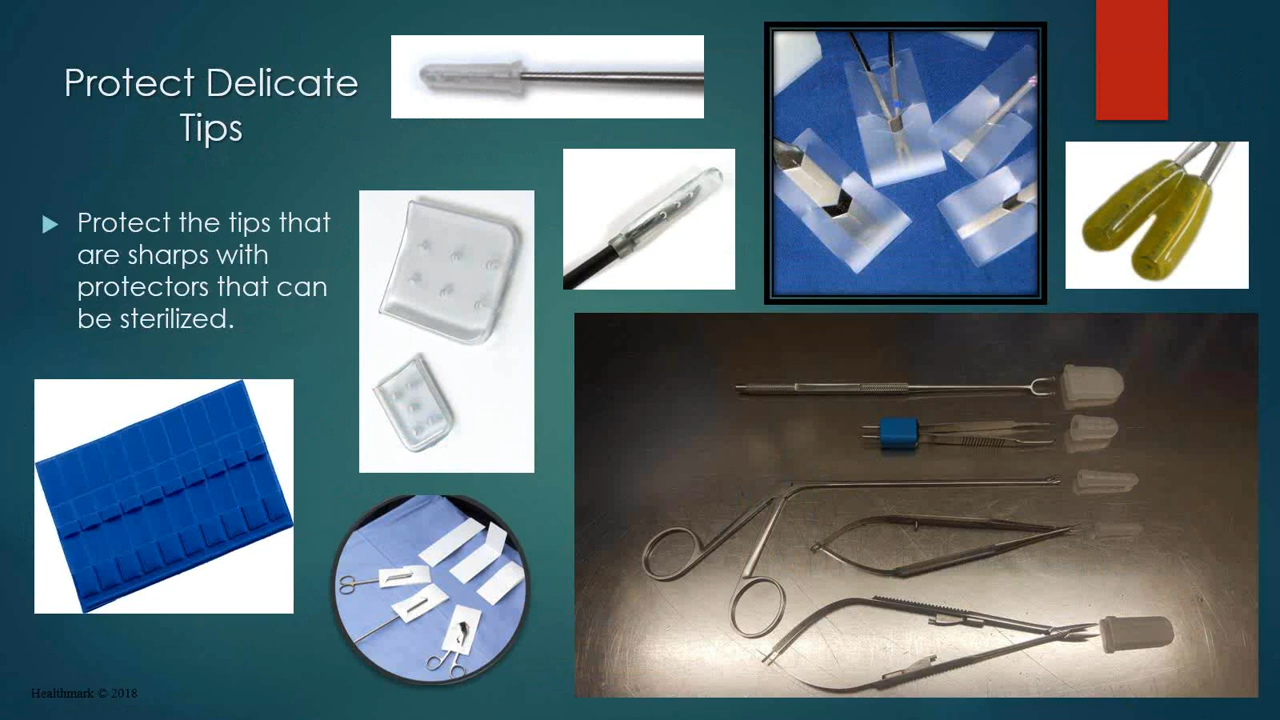 Protect Delicate
Tips
Protect the tips that
are sharps with
protectors that can
be sterilized.
Healthmark © 2018